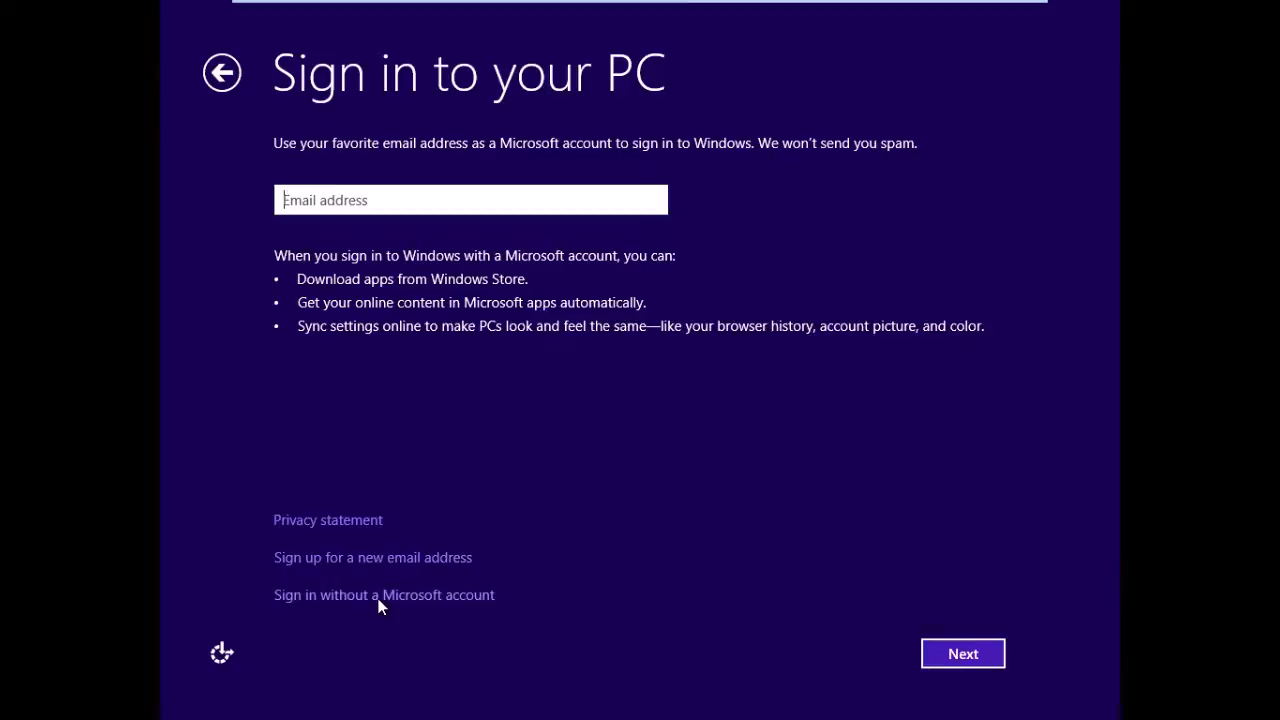 Sign in to your PC
Use your favorite email address as a Microsoft account to sign in to Windows. We won't send you spam.
Email address
When you sign in to Windows with a Microsoft account, you can:
• Download apps from Windows Store.
• Get your online content in Microsoft apps automatically.
• Sync settings online to make PCs look and feel the same—like your browser history, account picture, and color.
Privacy statement
Sign up for a new email address
Sign in without a Microsoft account
Next